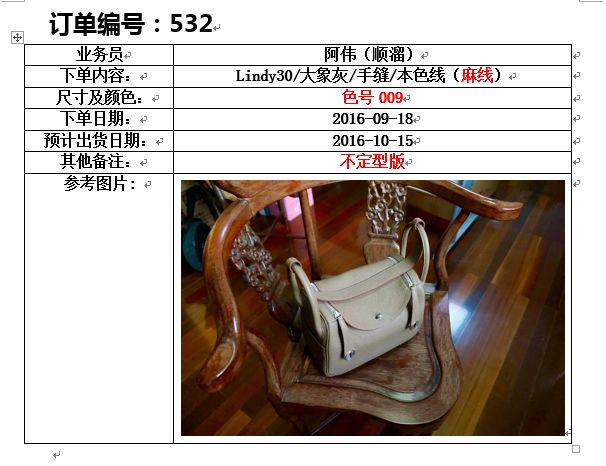 订单编号：532
业务员 阿伟（顺溜）
下单内容： Lindy30/大象灰/手缝/本色线（麻线）
尺寸及颜色： 色号 009
下单日期： 2016-09-18
预计出货日期： 2016-10-15
其他备注： 不定型版
参考图片：